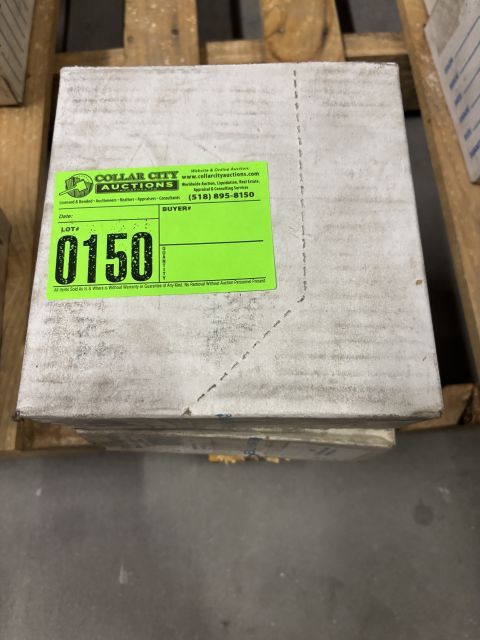 COLLAR CITY
AUCTIONS
Website & Online Auction
www.collarcityauctions.com
Worldwide Auction, Liquidation, Real Estate,
Appraisal & Consulting Services
Licensed & Bonded • Auctioneers • Realtors • Appraisers • Consultants
(518) 895-8150
Date:
BUYER#
LOT#
0150
QUANTITY
All Items Sold As Is & Where is Without Warranty or Guarantee of Any Kind. No Removal Without Auction Personnel Present